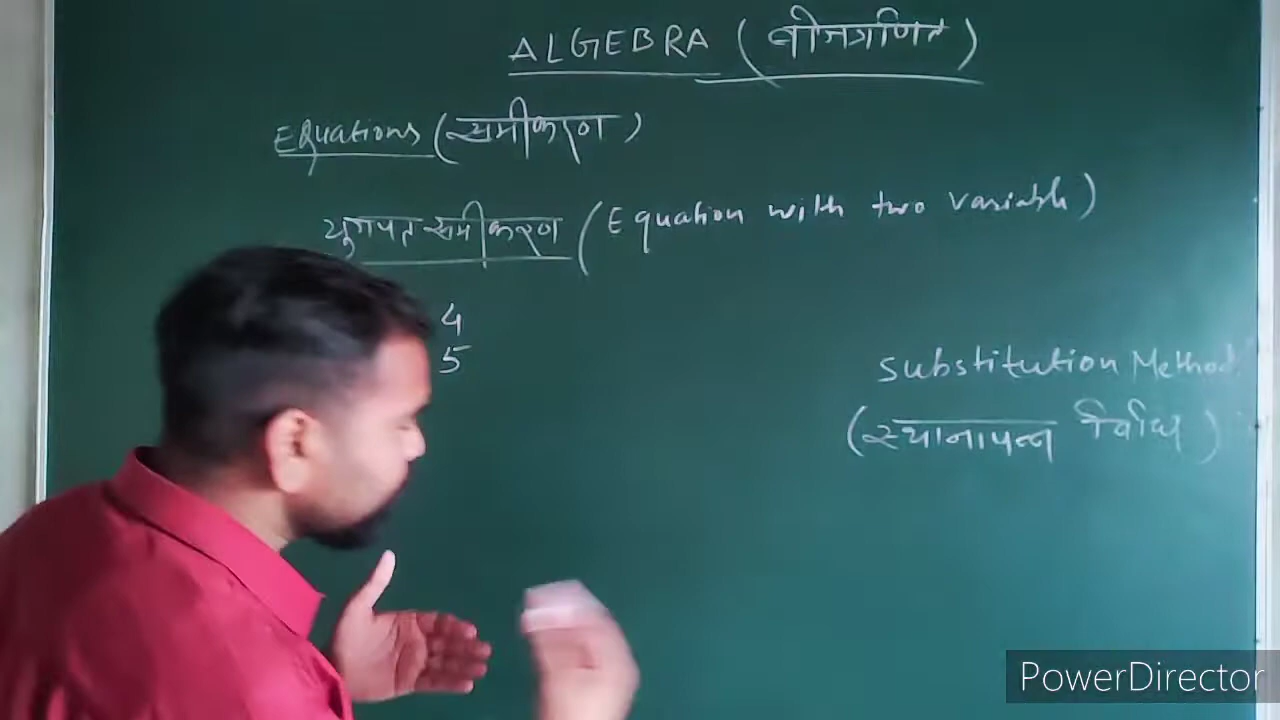 ALGEBRA (बीजगणित)
Equations (समीकरण)
युगपत समीकरण (Equation with two variable)
4
5
Substitution Method
(स्थानापन्न विधि)
PowerDirector